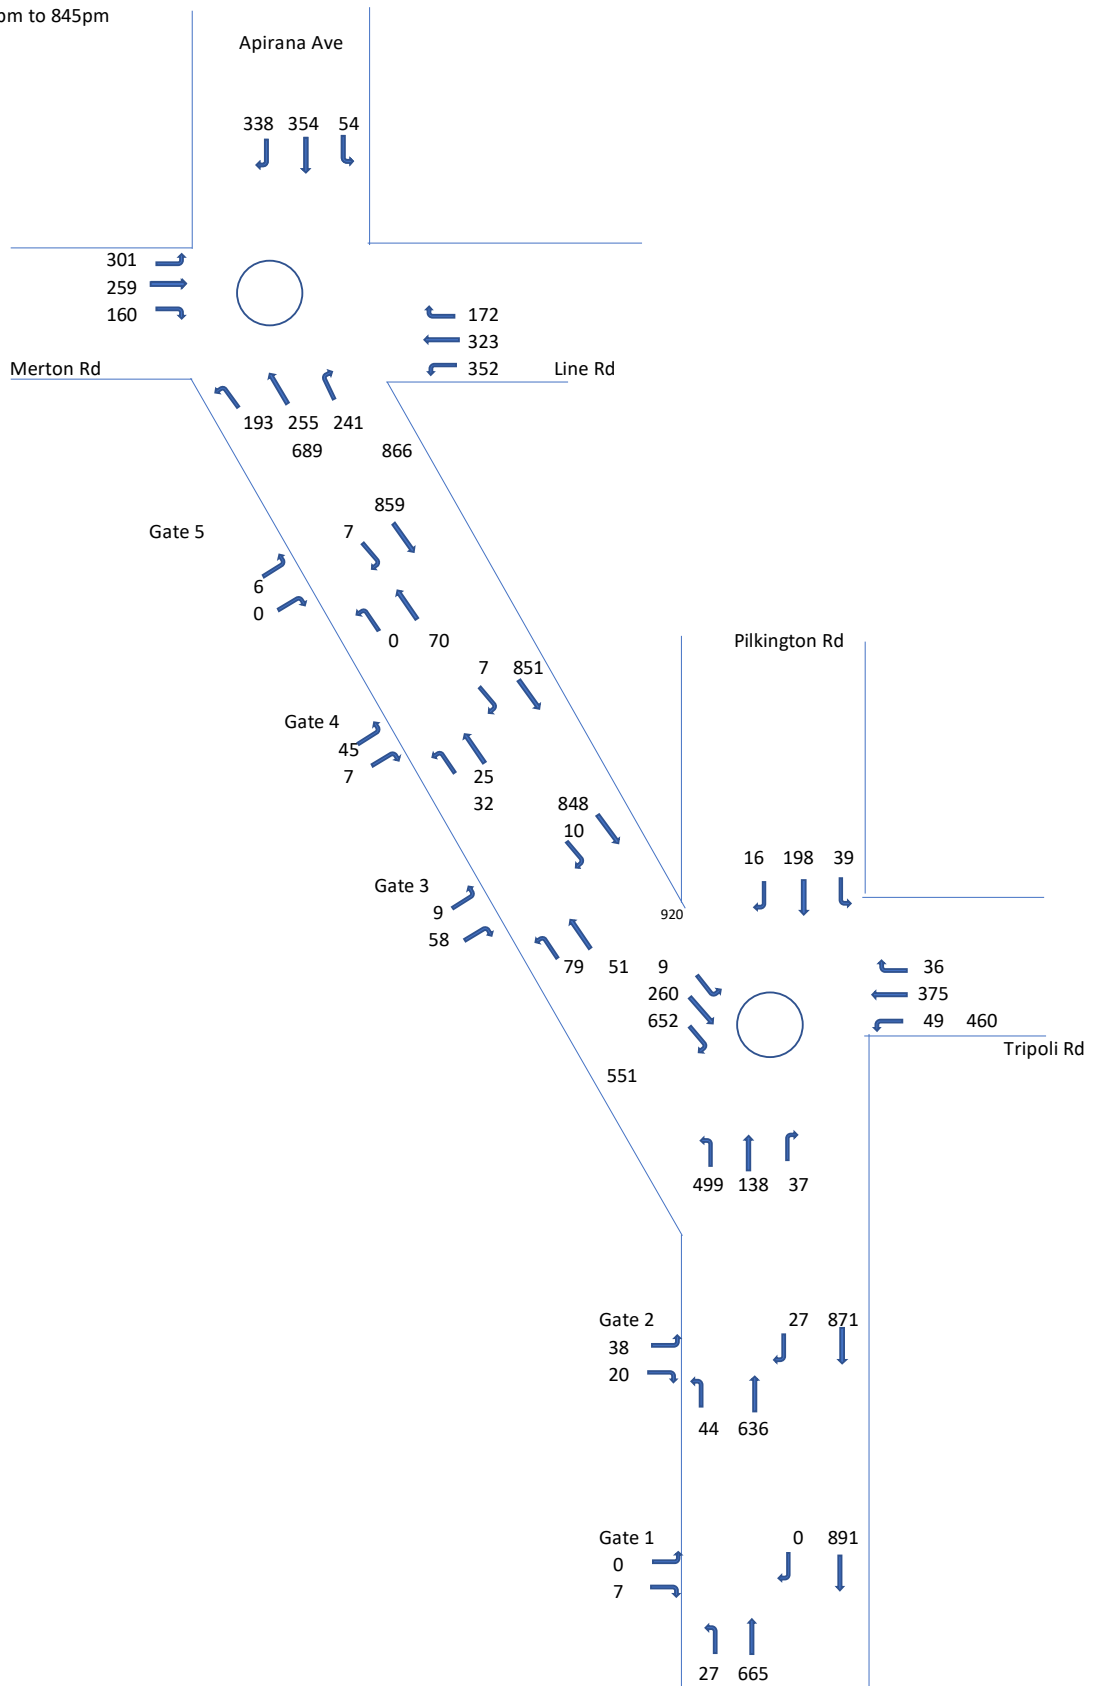 pm to 845pm
Apirana Ave
338 354 54
301
259
160
172
323
352
Merton Rd
Line Rd
193 255 241
689 866
859
7
Gate 5
6
0
0 70
Pilkington Rd
7 851
Gate 4
45
7
25
32
848
10
16 198 39
Gate 3
9
58
920
79 51 9
260
652
36
375
49 460
Tripoli Rd
551
499 138 37
Gate 2
38
20
27 871
44 636
Gate 1
0
7
0 891
27 665